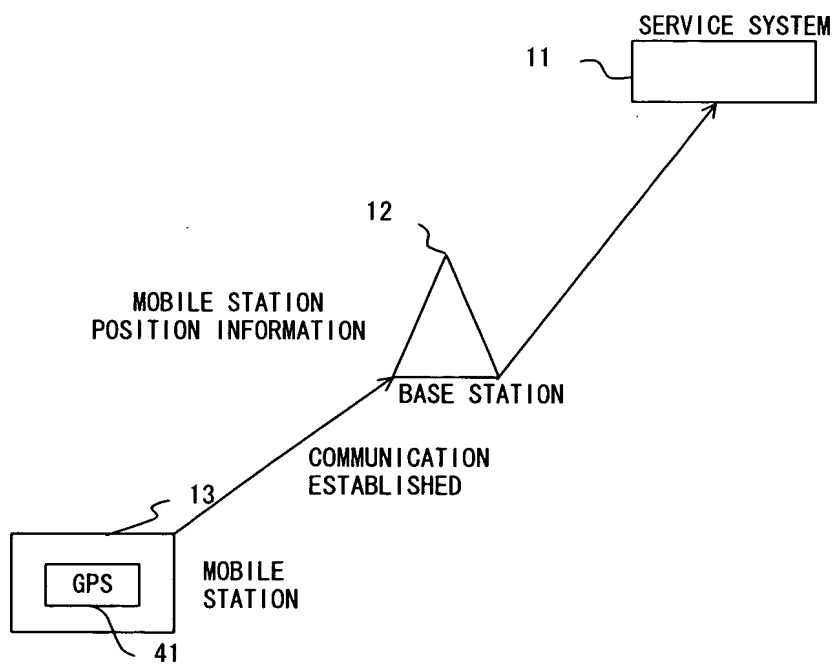 SERVICE SYSTEM
11
12
MOBILE STATION
POSITION INFORMATION
BASE STATION
COMMUNICATION
ESTABLISHED
13
GPS
MOBILE
STATION
41